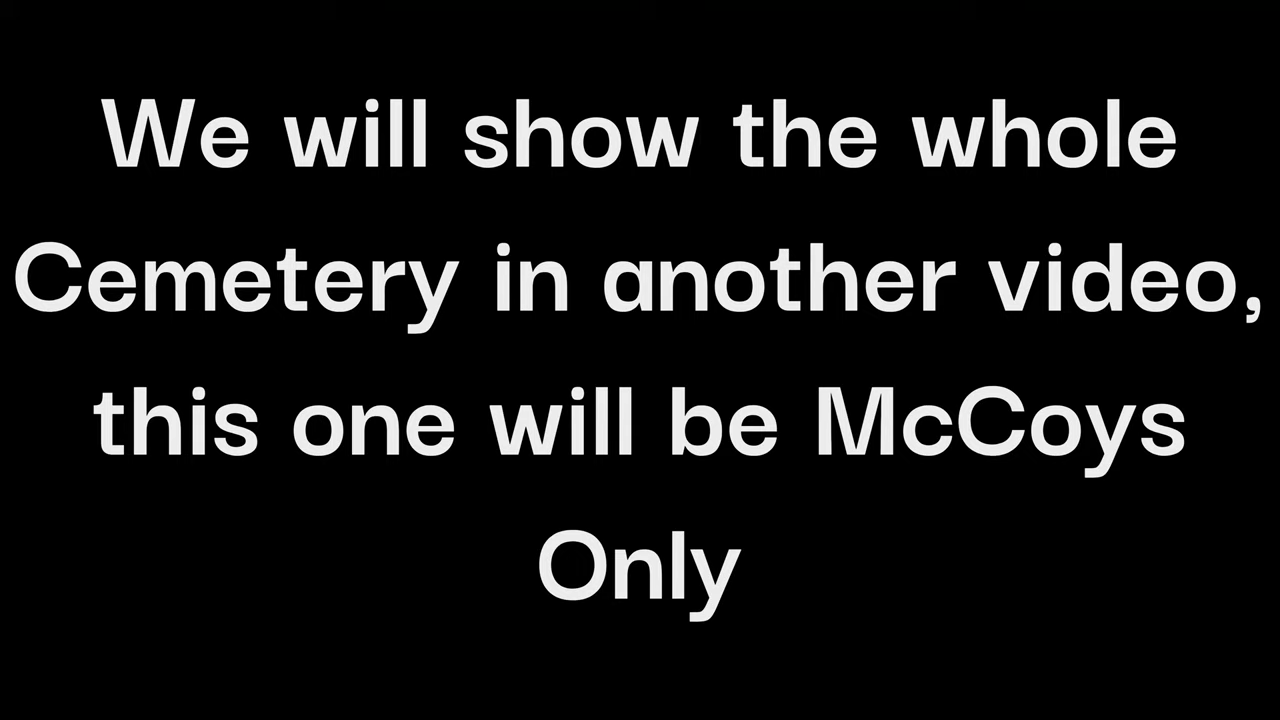 We will show the whole
Cemetery in another video,
this one will be McCoys
Only